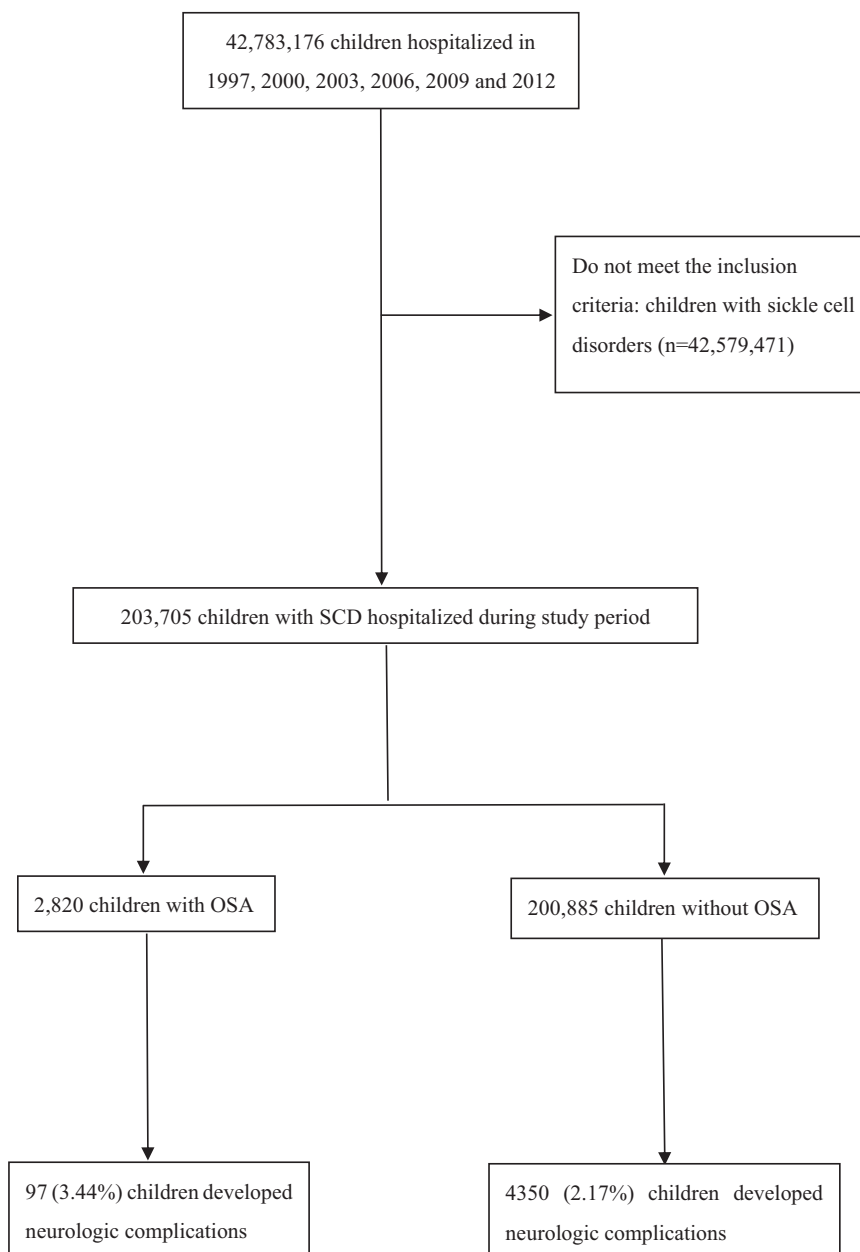 42,783,176 children hospitalized in
1997, 2000, 2003, 2006, 2009 and 2012
Do not meet the inclusion
criteria: children with sickle cell
disorders (n=42,579,471)
203,705 children with SCD hospitalized during study period
2,820 children with OSA
200,885 children without OSA
97 (3.44%) children developed
neurologic complications
4350 (2.17%) children developed
neurologic complications